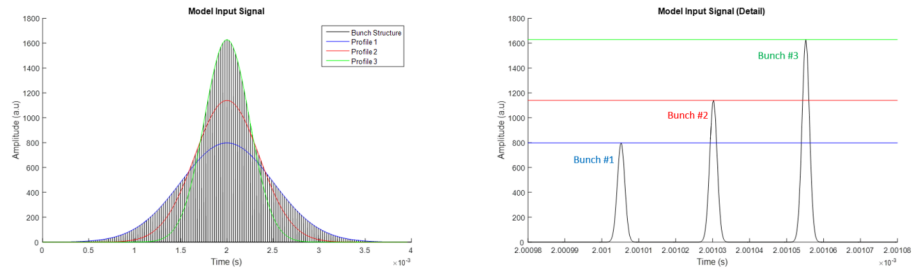 Model Input Signal
1800
1600
1400
1200
1000
800
600
400
200
0
Amplitude (a.u)
Bunch Structure
Profile 1
Profile 2
Profile 3
0 0.5 1 1.5 2 2.5 3 3.5 4
Time (s)
×10⁻³
Model Input Signal (Detail)
1800
1600
1400
1200
1000
800
600
400
200
0
Amplitude (a.u)
Bunch #3
Bunch #2
Bunch #1
2.00098 2.00099 2.001 2.00101 2.00102 2.00103 2.00104 2.00105 2.00106 2.00107 2.00108
Time (s)
×10⁻³